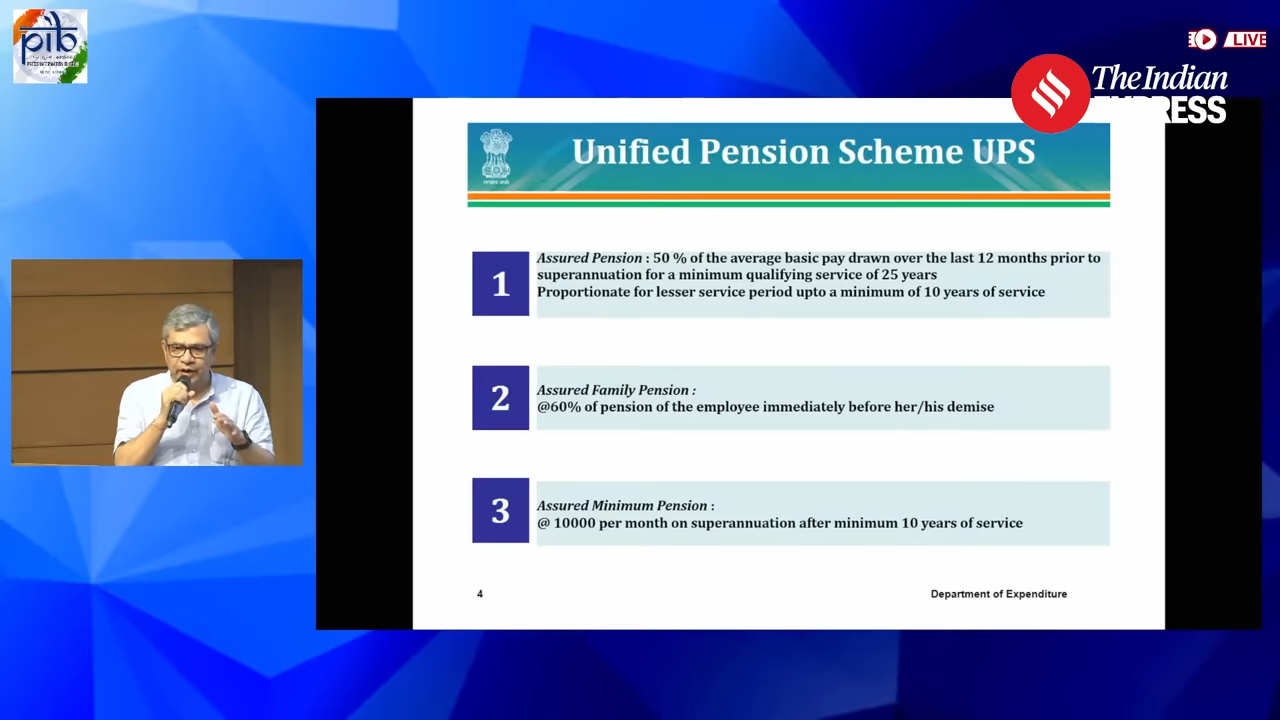 pib
LIVE
The Indian
EXPRESS
Unified Pension Scheme UPS
1
Assured Pension : 50 % of the average basic pay drawn over the last 12 months prior to
superannuation for a minimum qualifying service of 25 years
Proportionate for lesser service period upto a minimum of 10 years of service
2
Assured Family Pension :
@60% of pension of the employee immediately before her/his demise
3
Assured Minimum Pension :
@ 10000 per month on superannuation after minimum 10 years of service
4
Department of Expenditure